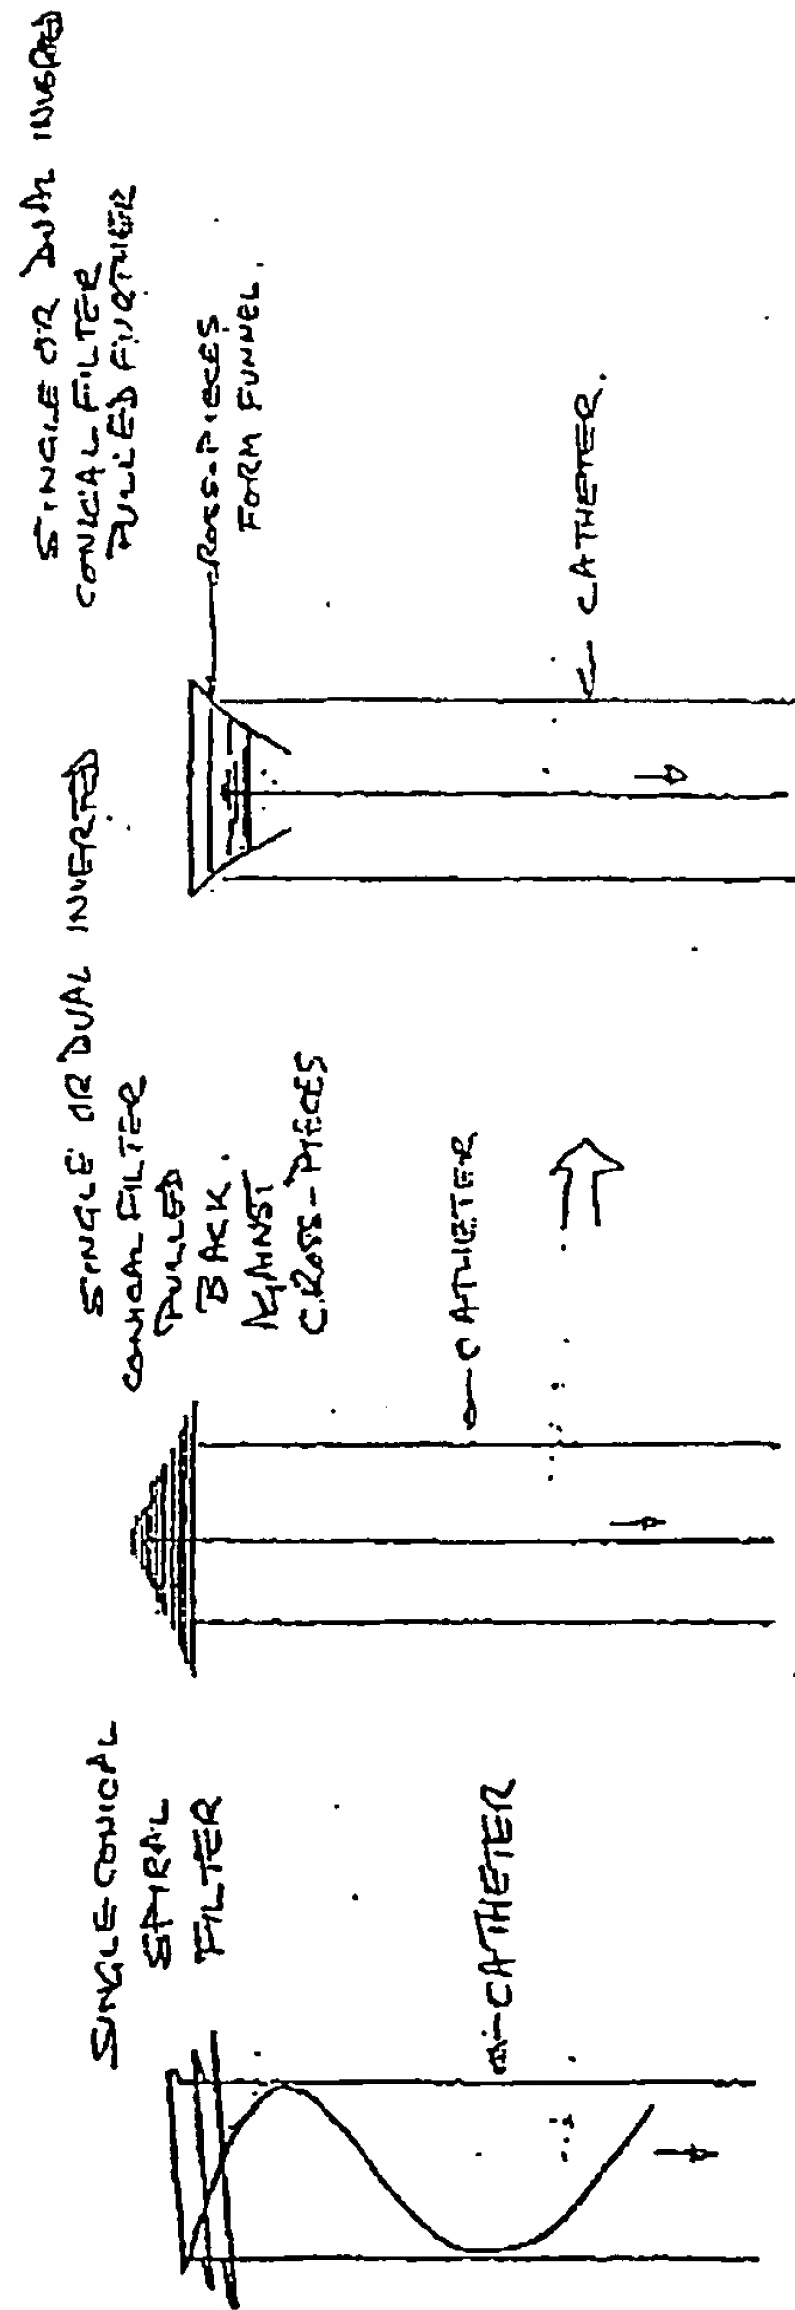 SINGLE CONICAL
SPIRAL
FILTER
CATHETER
SINGLE OR DUAL INVERTED
CONICAL FILTER
PULLED
BACK.
AGAINST
CROSS-PIECES
CATHETER
SINGLE OR DUAL INVERTED
CONICAL FILTER
PULLED FURTHER
CROSS-PIECES
FORM FUNNEL.
CATHETER.